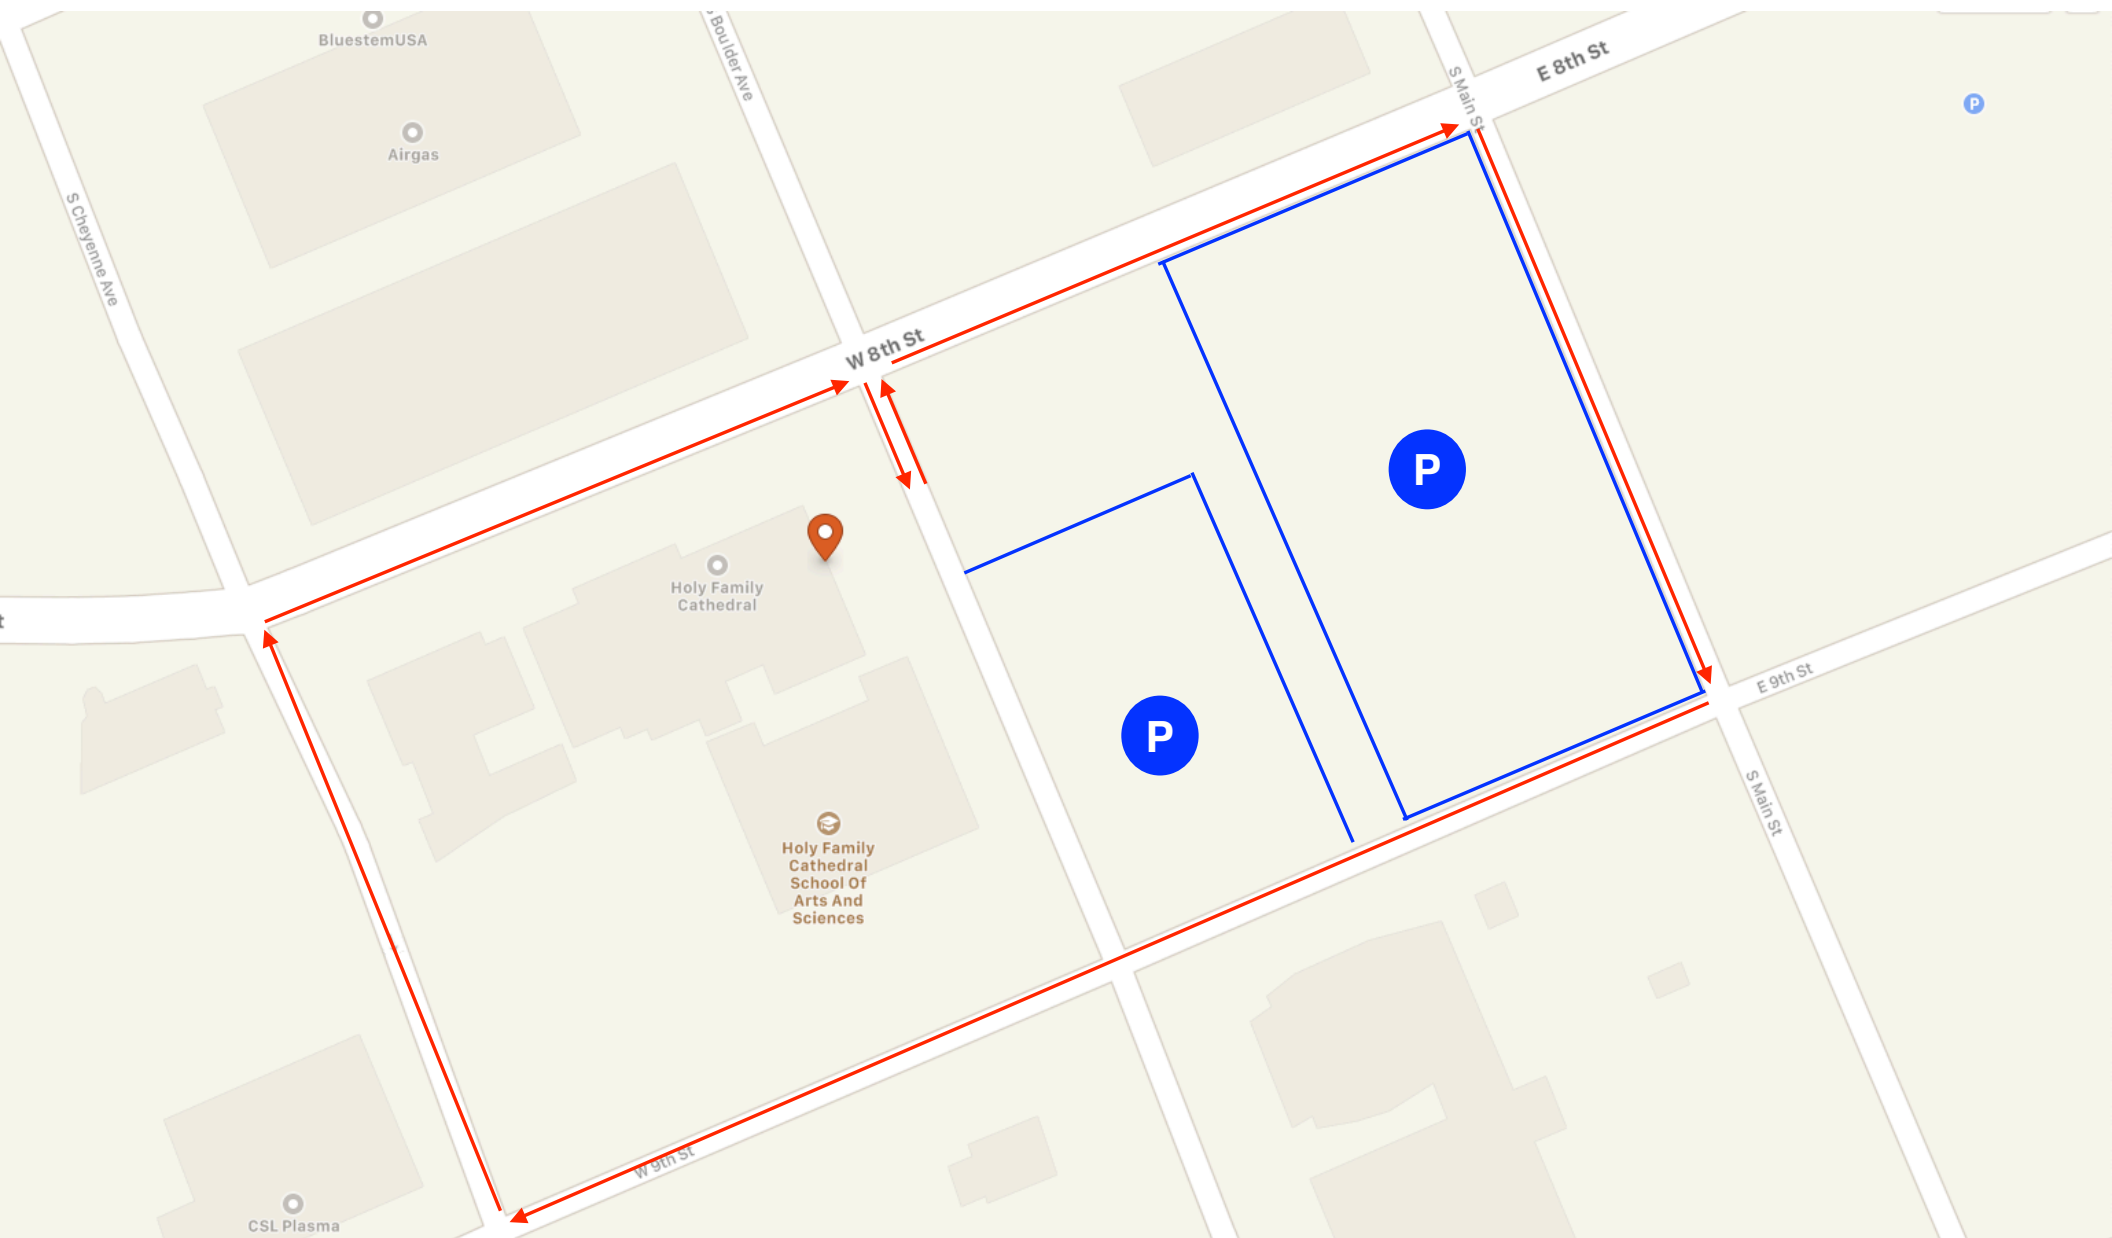 BluestemUSA
S Boulder Ave
S Main St
E 8th St
P
Airgas
S Cheyenne Ave
W 8th St
P
Holy Family
Cathedral
t
E 9th St
P
S Main St
Holy Family
Cathedral
School Of
Arts And
Sciences
W 9th St
CSL Plasma